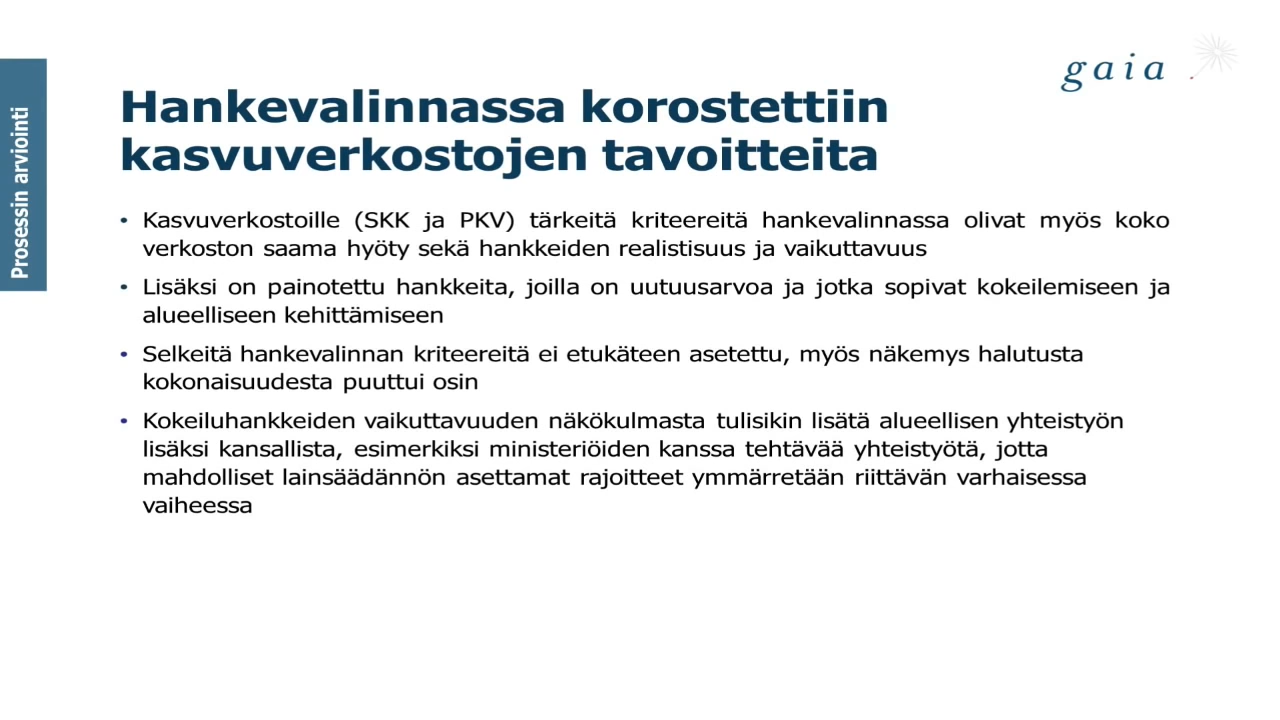 gaia
Prosessin arviointi
Hankevalinnassa korostettiin
kasvuverkostojen tavoitteita
• Kasvuverkostoille (SKK ja PKV) tärkeitä kriteereitä hankevalinnassa olivat myös koko
verkoston saama hyöty sekä hankkeiden realistisuus ja vaikuttavuus
• Lisäksi on painotettu hankkeita, joilla on uutuusarvoa ja jotka sopivat kokeilemiseen ja
alueelliseen kehittämiseen
• Selkeitä hankevalinnan kriteereitä ei etukäteen asetettu, myös näkemys halutusta
kokonaisuudesta puuttui osin
• Kokeiluhankkeiden vaikuttavuuden näkökulmasta tulisikin lisätä alueellisen yhteistyön
lisäksi kansallista, esimerkiksi ministeriöiden kanssa tehtävää yhteistyötä, jotta
mahdolliset lainsäädännön asettamat rajoitteet ymmärretään riittävän varhaisessa
vaiheessa